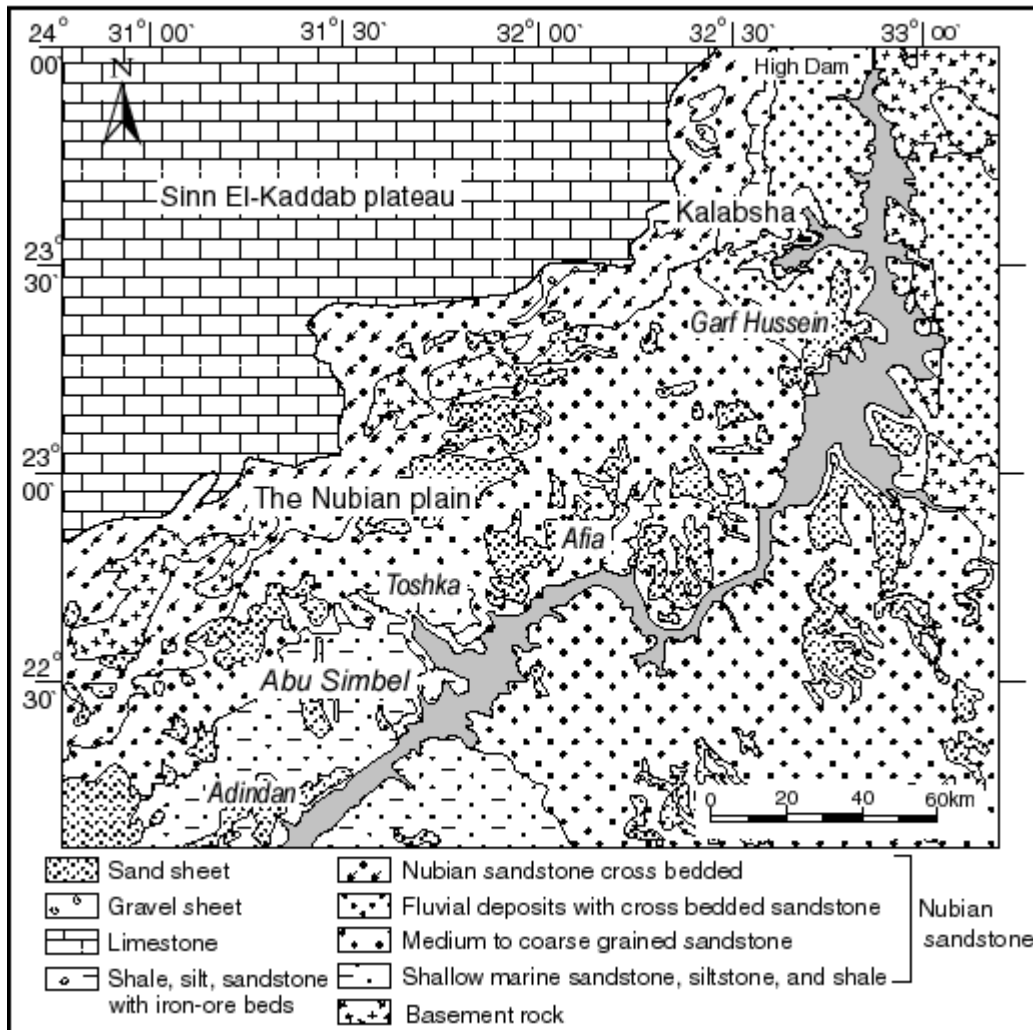 24° 31° 00` 31° 30` 32° 00` 32° 30` 33° 00`
00`
N
High Dam
Sinn El-Kaddab plateau
Kalabsha
23° 30`
Garf Hussein
23° 00`
The Nubian plain
Afia
Toshka
22° 30`
Abu Simbel
Adindan
0 20 40 60km
Sand sheet
Gravel sheet
Limestone
Shale, silt, sandstone
with iron-ore beds
Nubian sandstone cross bedded
Fluvial deposits with cross bedded sandstone
Medium to coarse grained sandstone
Shallow marine sandstone, siltstone, and shale
Basement rock
Nubian
sandstone